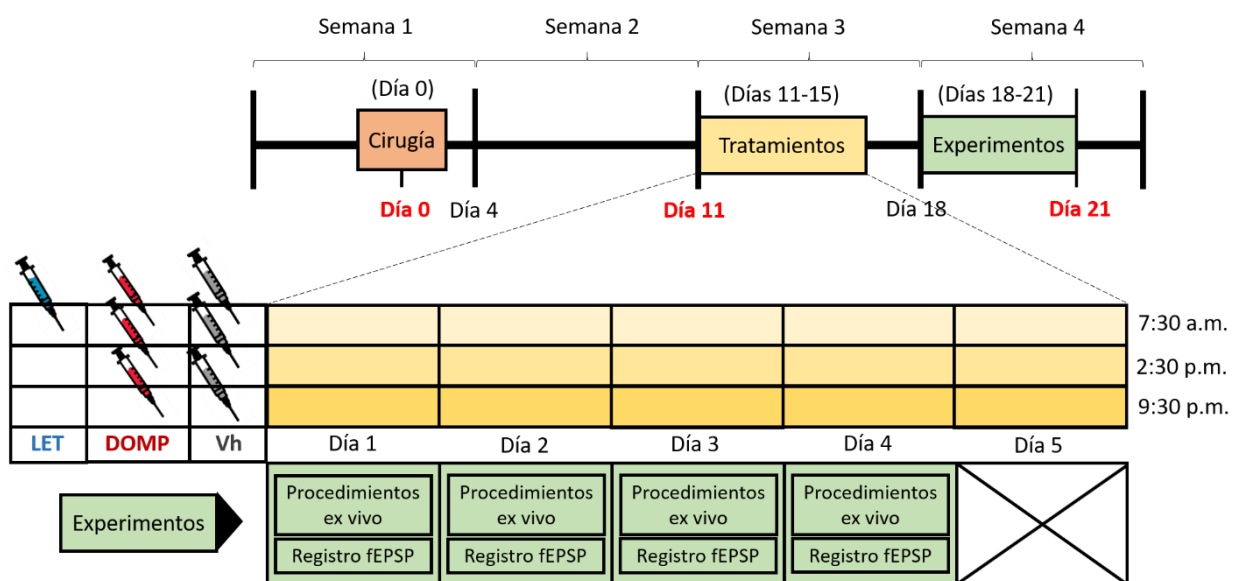 Semana 1 Semana 2 Semana 3 Semana 4
(Día 0) (Días 11-15) (Días 18-21)
Cirugía Tratamientos Experimentos
Día 0 Día 4 Día 11 Día 18 Día 21
7:30 a.m.
2:30 p.m.
9:30 p.m.
LET DOMP Vh Día 1 Día 2 Día 3 Día 4 Día 5
Experimentos
Procedimientos
ex vivo
Registro fEPSP
Procedimientos
ex vivo
Registro fEPSP
Procedimientos
ex vivo
Registro fEPSP
Procedimientos
ex vivo
Registro fEPSP